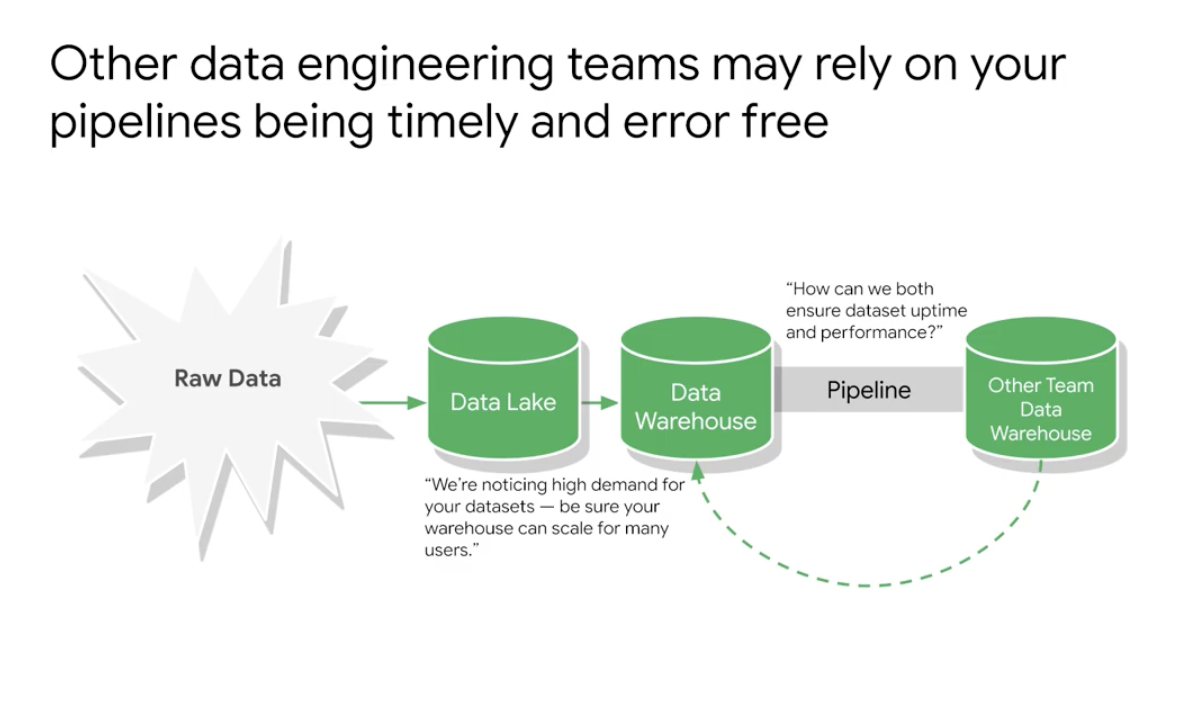 Other data engineering teams may rely on your
pipelines being timely and error free
“How can we both
ensure dataset uptime
and performance?”
Raw Data
Data Lake
Data
Warehouse
Pipeline
Other Team
Data
Warehouse
“We’re noticing high demand for
your datasets — be sure your
warehouse can scale for many
users.”